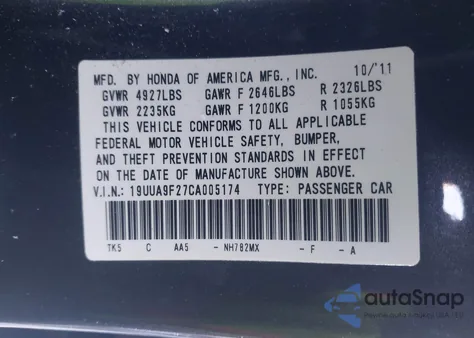 MFD. BY HONDA OF AMERICA MFG., INC. 10/'11
GVWR 4927LBS GAWR F 2646LBS R 2326LBS
GVWR 2235KG GAWR F 1200KG R 1055KG
THIS VEHICLE CONFORMS TO ALL APPLICABLE
FEDERAL MOTOR VEHICLE SAFETY, BUMPER,
AND THEFT PREVENTION STANDARDS IN EFFECT
ON THE DATE OF MANUFACTURE SHOWN ABOVE.
V.I.N.: 19UUA9F27CA005174 TYPE: PASSENGER CAR
TK5 C AA5 - NH782MX - F - A
autoSnap